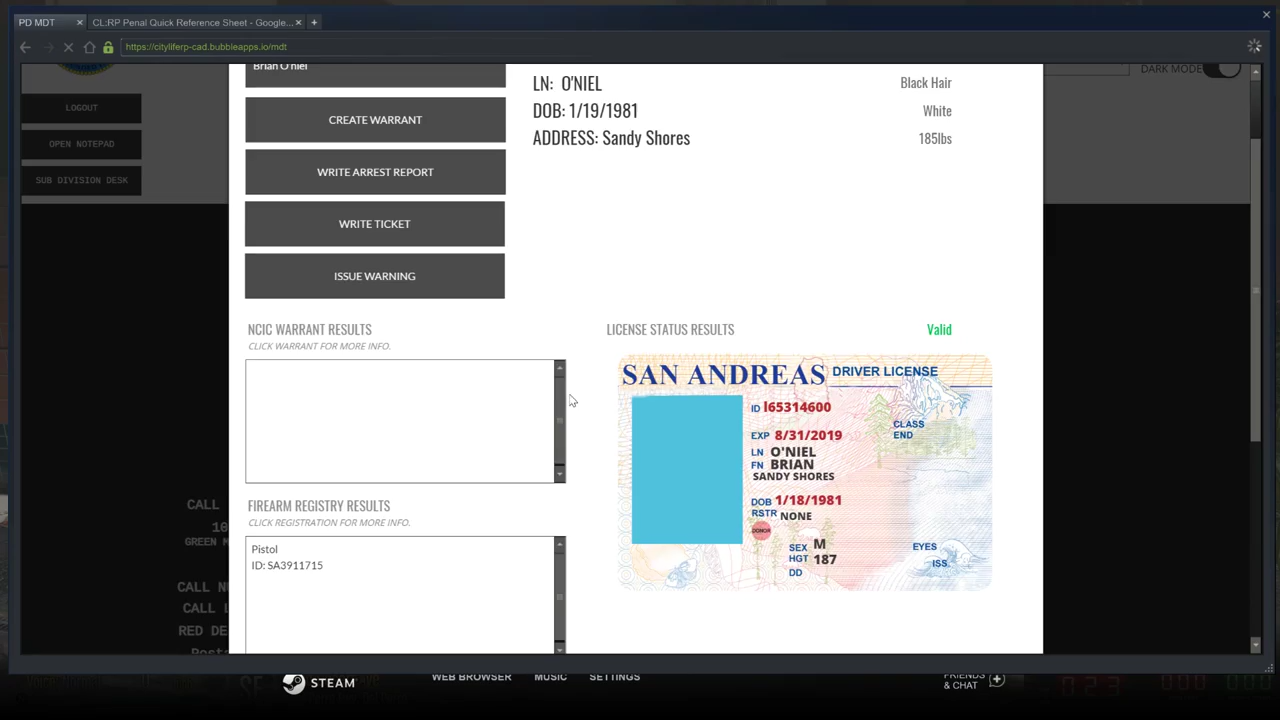 PD MDT
CL:RP Penal Quick Reference Sheet - Google...
https://cityliferp-cad.bubbleapps.io/mdt
DARK MODE
LOGOUT
OPEN NOTEPAD
SUB DIVISION DESK
Brian O'niel
CREATE WARRANT
WRITE ARREST REPORT
WRITE TICKET
ISSUE WARNING
LN: O'NIEL
DOB: 1/19/1981
ADDRESS: Sandy Shores
Black Hair
White
185lbs
NCIC WARRANT RESULTS
CLICK WARRANT FOR MORE INFO.
FIREARM REGISTRY RESULTS
CLICK REGISTRATION FOR MORE INFO.
Pistol
ID: SA3911715
LICENSE STATUS RESULTS
Valid
SAN ANDREAS DRIVER LICENSE
ID I65314600
EXP 8/31/2019
CLASS
END
LN O'NIEL
FN BRIAN
SANDY SHORES
DOB 1/18/1981
RSTR NONE
DONOR
SEX M
HGT 187
DD
EYES
ISS.
CALL
GREEN M
CALL NU
CALL L
RED DE
Posta
STEAM
WEB BROWSER
MUSIC
SETTINGS
FRIENDS
& CHAT